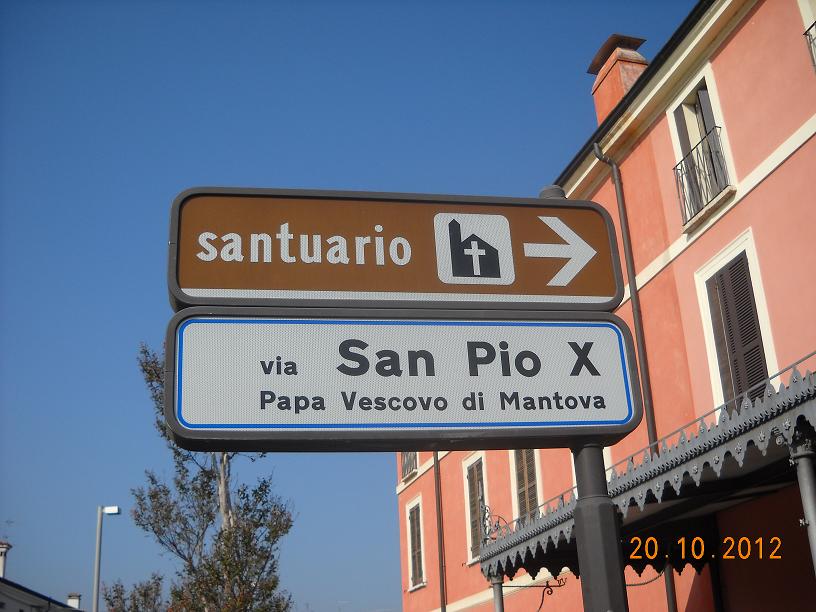 santuario
via San Pio X
Papa Vescovo di Mantova
20.10.2012